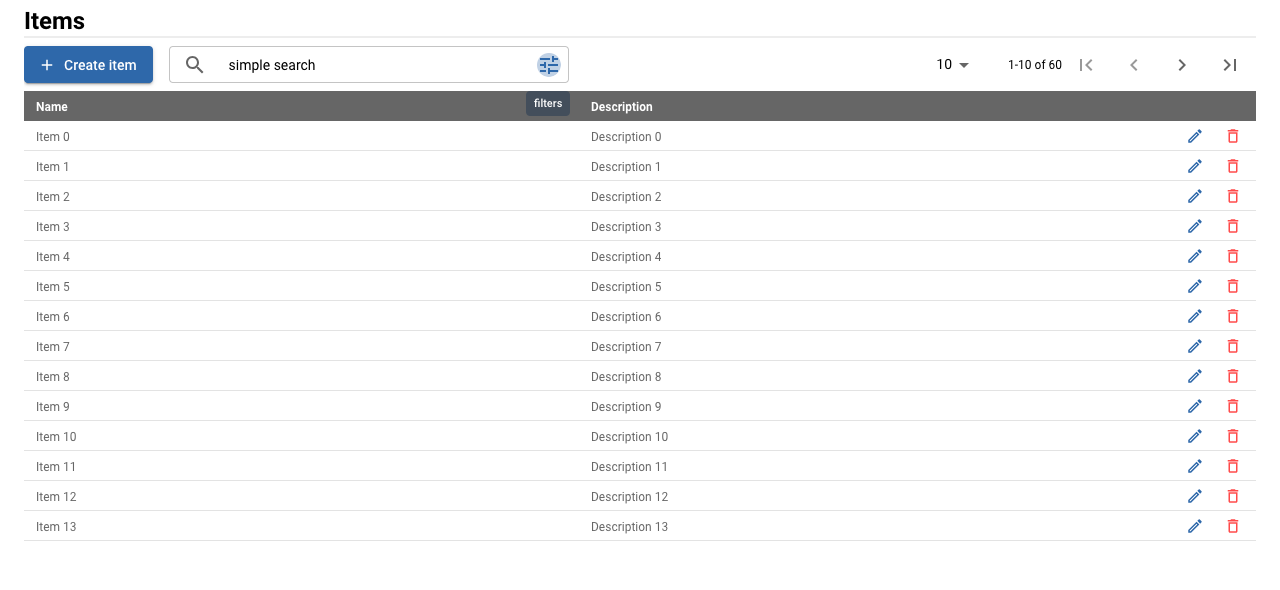 Items
Create item
simple search
10
1-10 of 60
filters
Name Description
Item 0 Description 0
Item 1 Description 1
Item 2 Description 2
Item 3 Description 3
Item 4 Description 4
Item 5 Description 5
Item 6 Description 6
Item 7 Description 7
Item 8 Description 8
Item 9 Description 9
Item 10 Description 10
Item 11 Description 11
Item 12 Description 12
Item 13 Description 13